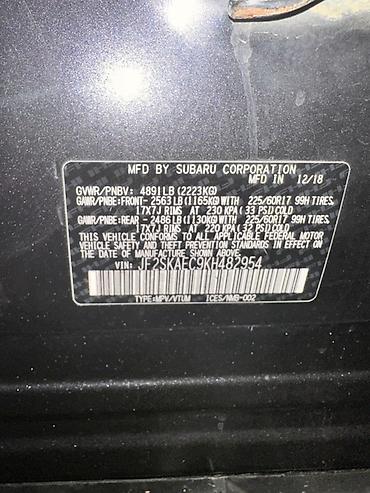 MFD BY SUBARU CORPORATION
MFD IN 12/18
GVWR/PNBV: 4891LB (2223KG)
GAWR/PNBE:FRONT- 2563LB(1165KG)WITH 225/60R17 99H TIRES,
17X7J RIMS AT 230 KPA( 33 PSI)COLD
GAWR/PNBE:REAR - 2486LB(1130KG)WITH 225/60R17 99H TIRES,
17X7J RIMS AT 220 KPA( 32 PSI)COLD
THIS VEHICLE CONFORMS TO ALL APPLICABLE FEDERAL MOTOR
VEHICLE SAFETY AND THEFT PREVENTION STANDARDS IN EFFECT ON
THE DATE OF MANUFACTURE SHOWN ABOVE.
VIN: JF2SKAEC9KH482954
TYPE:MPV/VTUM ICES/NMB-002